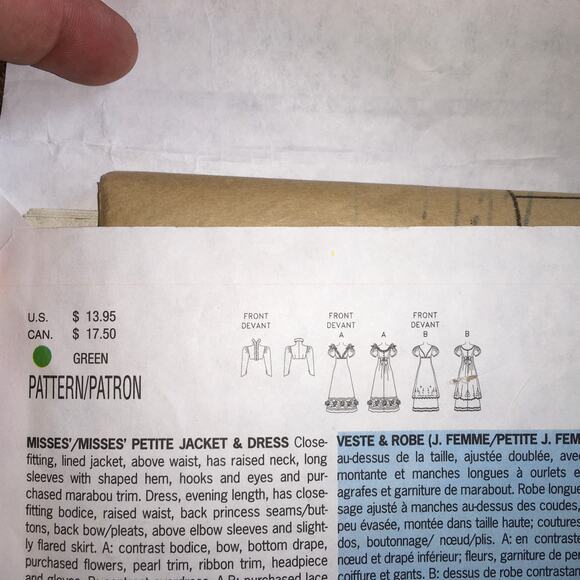 U.S. $ 13.95
CAN. $ 17.50
GREEN
PATTERN/PATRON
FRONT
DEVANT
FRONT
DEVANT
A
A
FRONT
DEVANT
B
B
MISSES'/MISSES' PETITE JACKET & DRESS Close-
fitting, lined jacket, above waist, has raised neck, long
sleeves with shaped hem, hooks and eyes and pur-
chased marabou trim. Dress, evening length, has close-
fitting bodice, raised waist, back princess seams/but-
tons, back bow/pleats, above elbow sleeves and slight-
ly flared skirt. A: contrast bodice, bow, bottom drape,
purchased flowers, pearl trim, ribbon trim, headpiece
and gloves.
purchased lace
VESTE & ROBE (J. FEMME/PETITE J. FEM
au-dessus de la taille, ajustée doublée, ave
montante et manches longues à ourlets e
agrafes et garniture de marabout. Robe longue
sage ajusté à manches au-dessus des coudes,
peu évasée, montée dans taille haute; coutures
dos, boutonnage/ nœud/plis. A: en contraste
nœud et drapé inférieur; fleurs, garniture de pe
coiffure et gants. B: dessus de robe contrastan